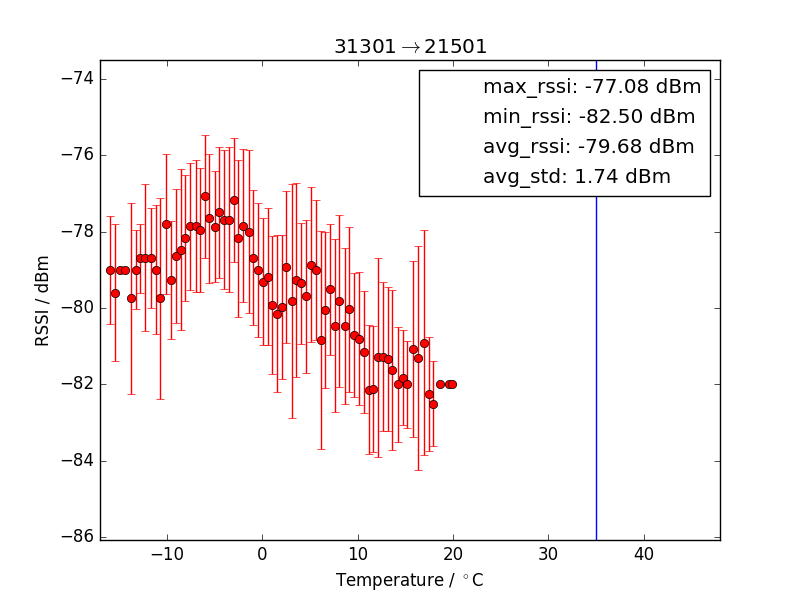 31301→21501
max_rssi: -77.08 dBm
min_rssi: -82.50 dBm
avg_rssi: -79.68 dBm
avg_std: 1.74 dBm
−74
−76
−78
−80
−82
−84
−86
RSSI / dBm
−10
0
10
20
30
40
Temperature / °C